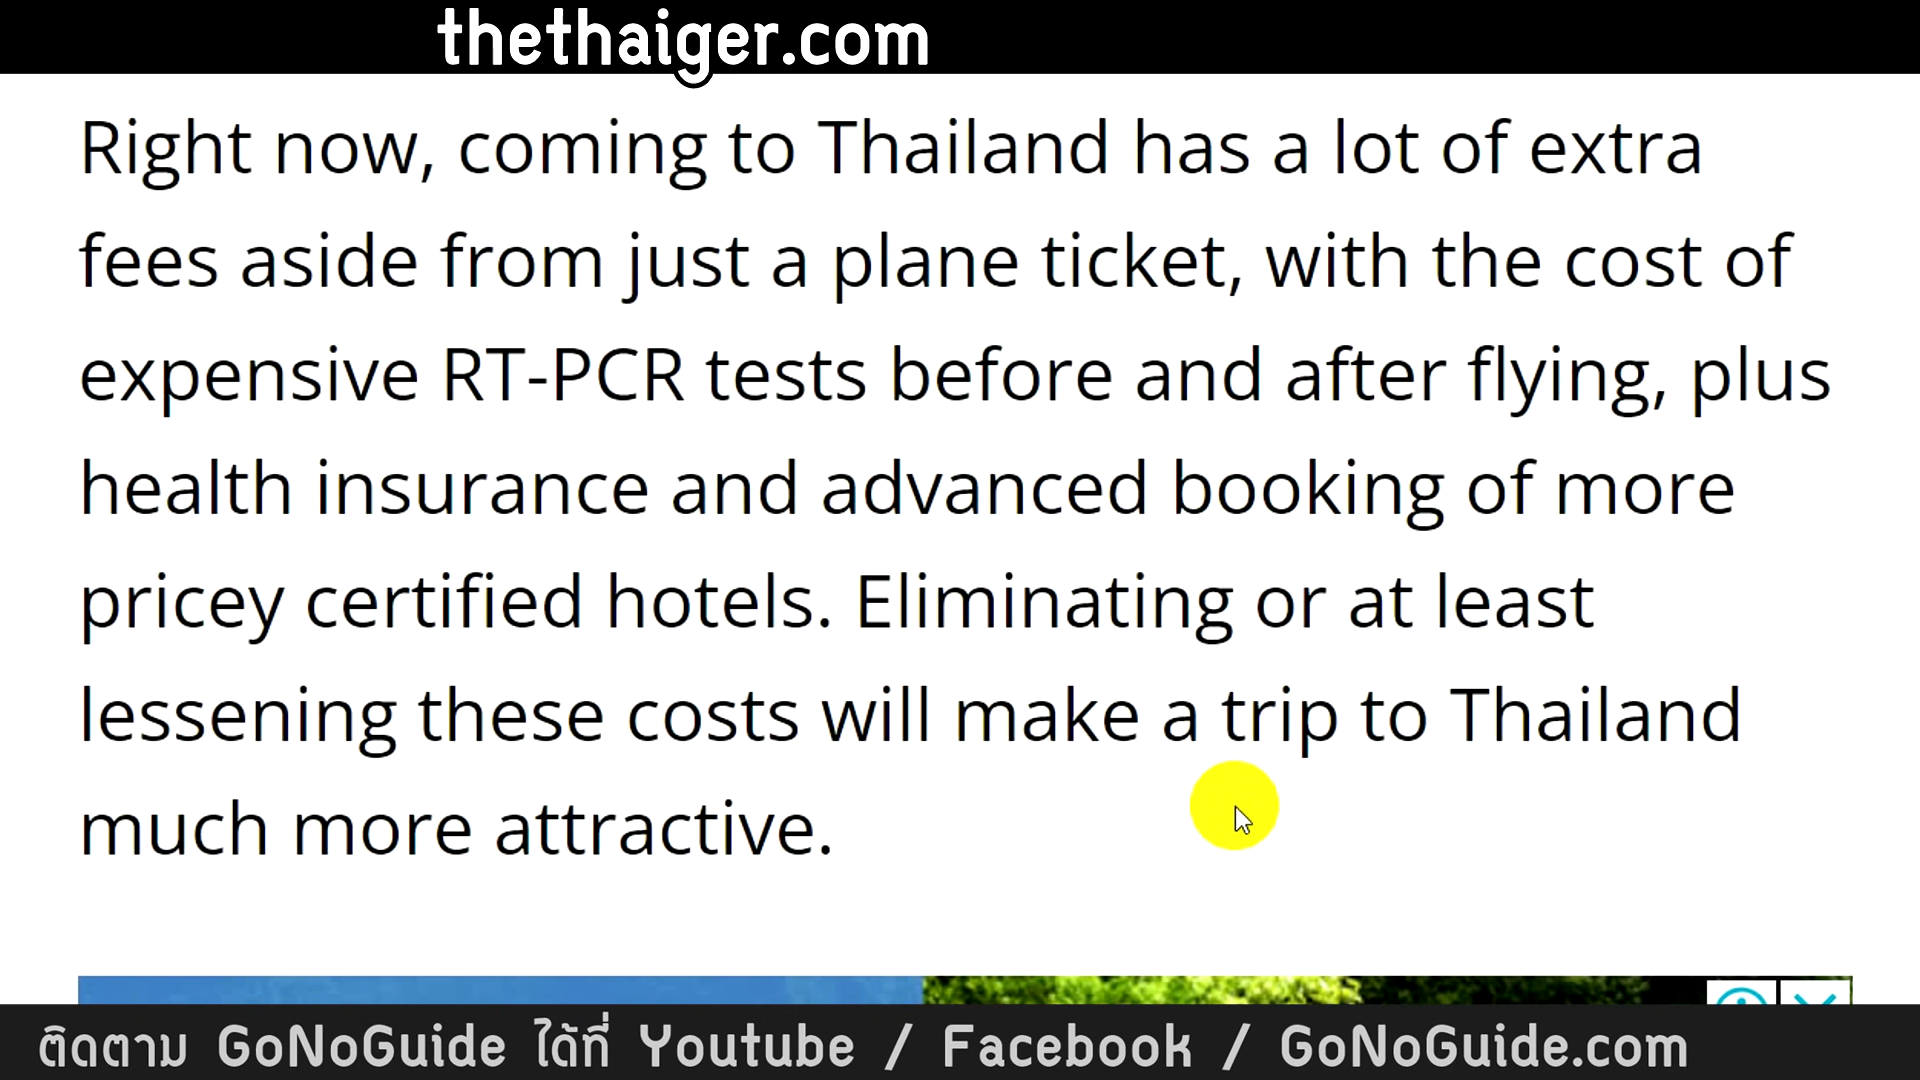 thethaiger.com
Right now, coming to Thailand has a lot of extra
fees aside from just a plane ticket, with the cost of
expensive RT-PCR tests before and after flying, plus
health insurance and advanced booking of more
pricey certified hotels. Eliminating or at least
lessening these costs will make a trip to Thailand
much more attractive.
ติดตาม GoNoGuide ได้ที่ Youtube / Facebook / GoNoGuide.com